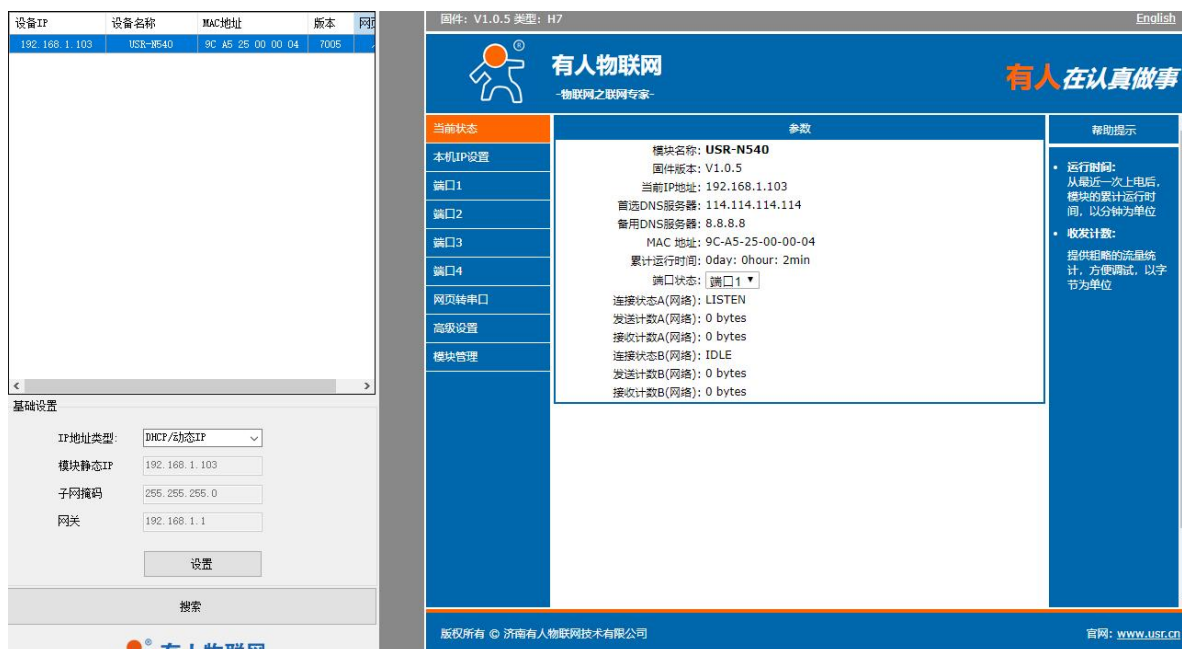 设备IP 设备名称 MAC地址 版本
192.168.1.103 USR-N540 9C A5 25 00 00 04 7005
基础设置
IP地址类型: DHCP/动态IP
模块静态IP 192.168.1.103
子网掩码 255.255.255.0
网关 192.168.1.1
设置
搜索
有人物联网
固件: V1.0.5 类型: H7 English
®
有人物联网
-物联网之联网专家-
有人在认真做事
当前状态
本机IP设置
端口1
端口2
端口3
端口4
网页转串口
高级设置
模块管理
参数
模块名称: USR-N540
固件版本: V1.0.5
当前IP地址: 192.168.1.103
首选DNS服务器: 114.114.114.114
备用DNS服务器: 8.8.8.8
MAC 地址: 9C-A5-25-00-00-04
累计运行时间: 0day: 0hour: 2min
端口状态: 端口1
连接状态A(网络): LISTEN
发送计数A(网络): 0 bytes
接收计数A(网络): 0 bytes
连接状态B(网络): IDLE
发送计数B(网络): 0 bytes
接收计数B(网络): 0 bytes
帮助提示
• 运行时间:
从最近一次上电后,
模块的累计运行时
间, 以分钟为单位
• 收发计数:
提供粗略的流量统
计, 方便调试, 以字
节为单位
版权所有 © 济南有人物联网技术有限公司 官网: www.usr.cn